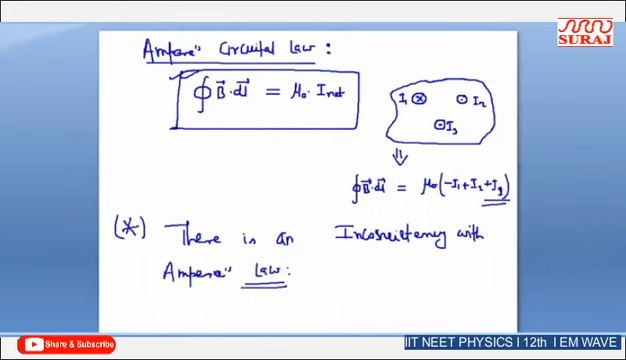 SURAJ
Ampere's Circuital Law :
∮ B⃗ · dl⃗ = μ₀ · Inet
I₁ ⊗ ⊙ I₂
⊙ I₃
⇓
∮ B⃗ · dl⃗ = μ₀ (-I₁ + I₂ + I₃)
(*) There is an Inconsistency with
Ampere's Law :
Share & Subscribe
IIT NEET PHYSICS I 12th I EM WAVE